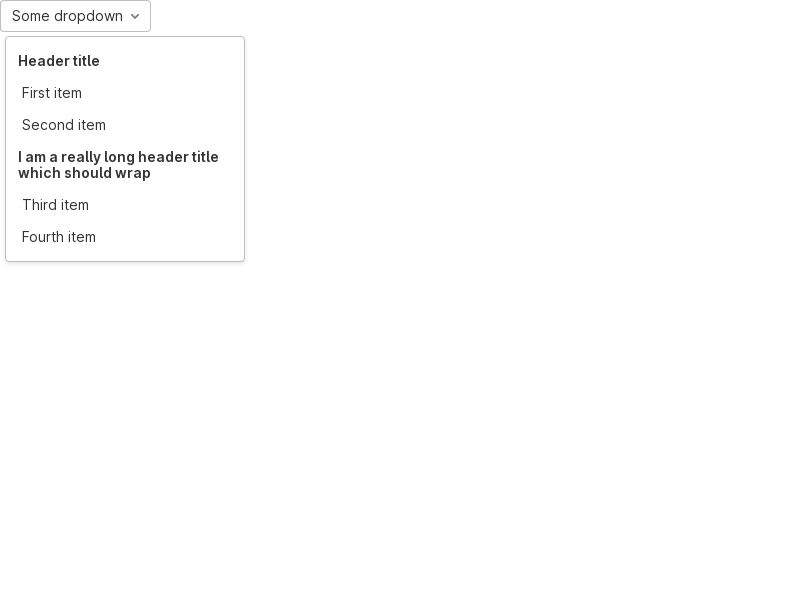 Some dropdown
Header title
First item
Second item
I am a really long header title
which should wrap
Third item
Fourth item